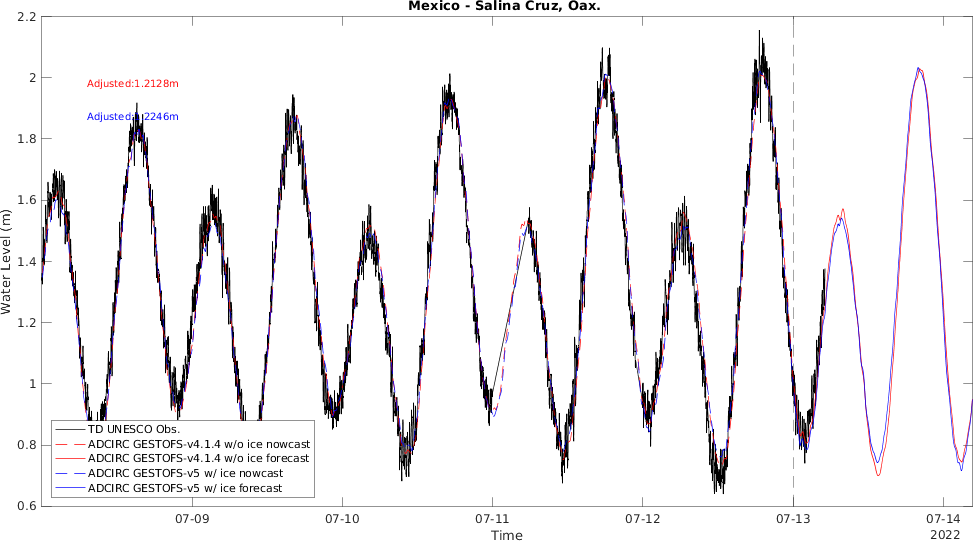 Mexico - Salina Cruz, Oax.
2.2
2
1.8
1.6
1.4
1.2
1
0.8
0.6
Water Level (m)
Adjusted:1.2128m
Adjusted: 2246m
TD UNESCO Obs.
ADCIRC GESTOFS-v4.1.4 w/o ice nowcast
ADCIRC GESTOFS-v4.1.4 w/o ice forecast
ADCIRC GESTOFS-v5 w/ ice nowcast
ADCIRC GESTOFS-v5 w/ ice forecast
07-09 07-10 07-11 07-12 07-13 07-14
Time
2022